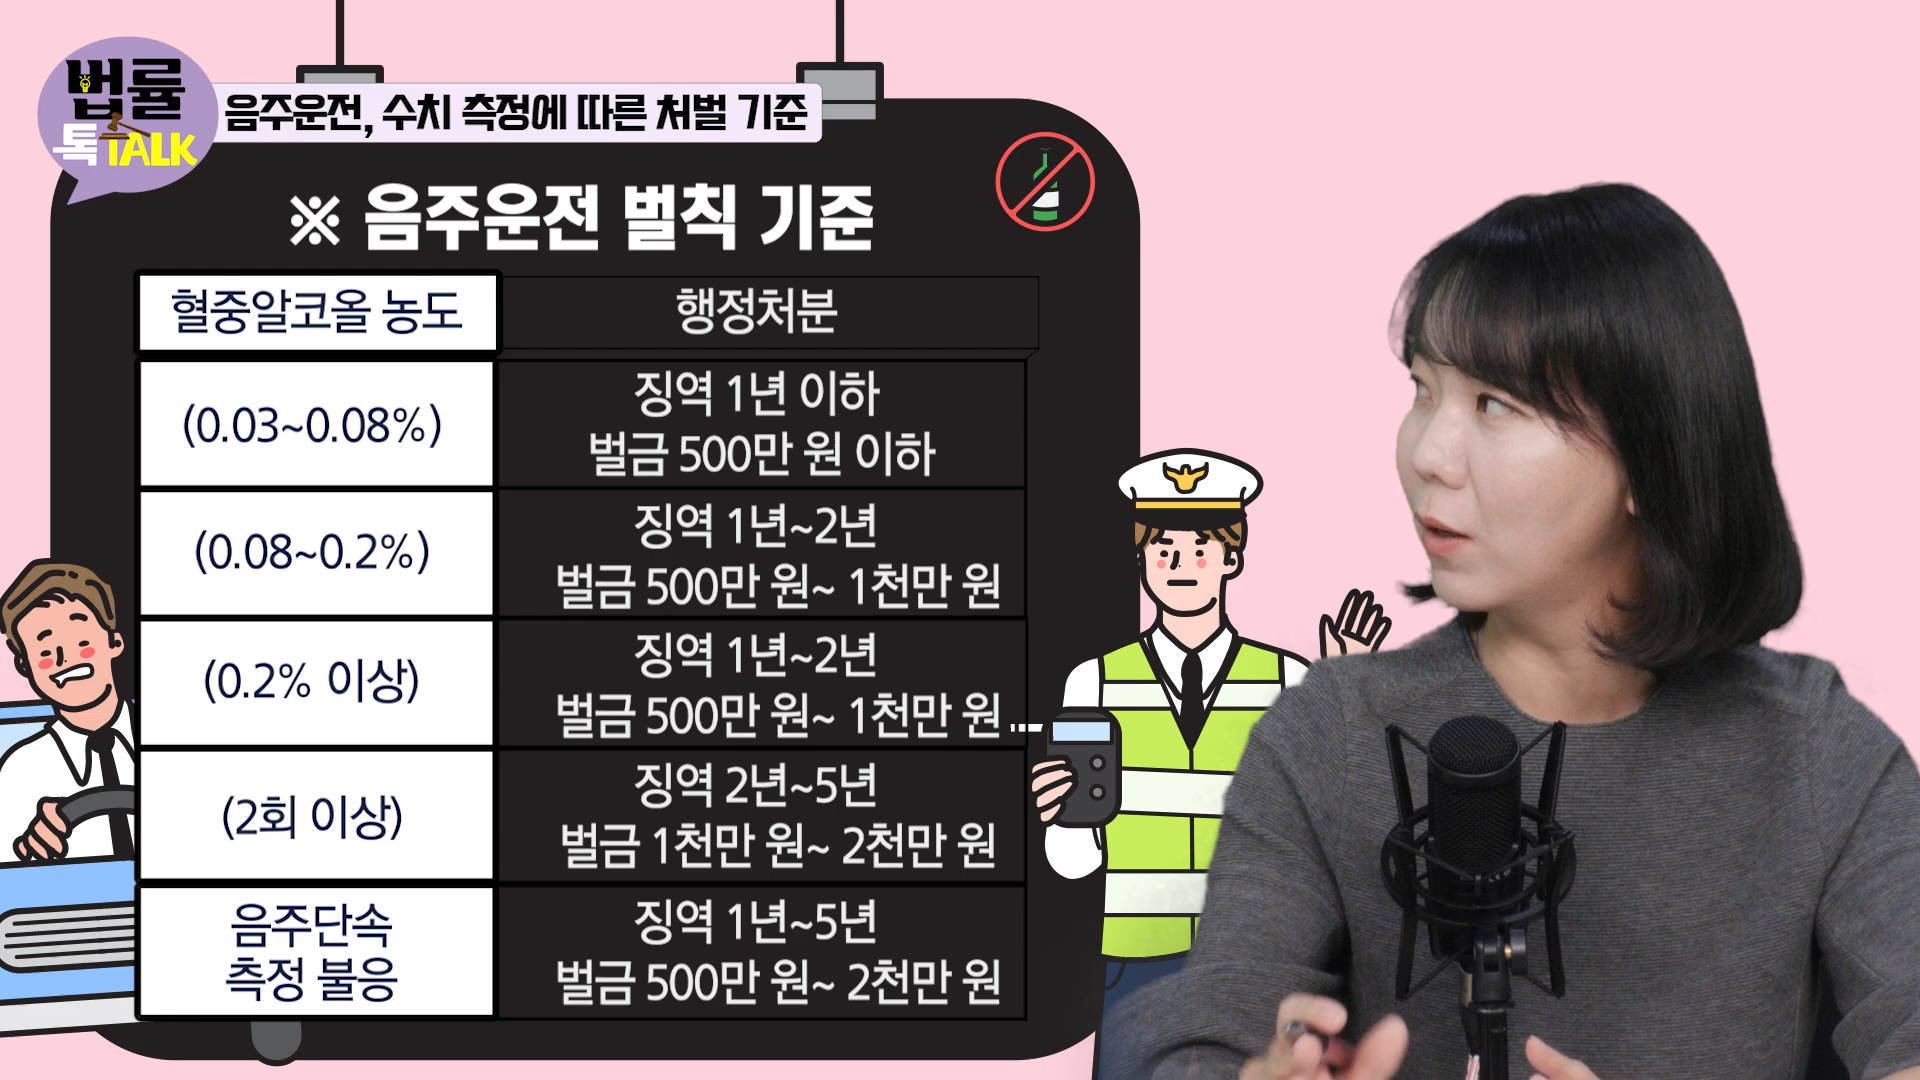 법률
톡TALK
음주운전, 수치 측정에 따른 처벌 기준
※ 음주운전 벌칙 기준
혈중알코올 농도 행정처분
(0.03~0.08%) 징역 1년 이하
벌금 500만 원 이하
(0.08~0.2%) 징역 1년~2년
벌금 500만 원~ 1천만 원
(0.2% 이상) 징역 1년~2년
벌금 500만 원~ 1천만 원
(2회 이상) 징역 2년~5년
벌금 1천만 원~ 2천만 원
음주단속
측정 불응
징역 1년~5년
벌금 500만 원~ 2천만 원